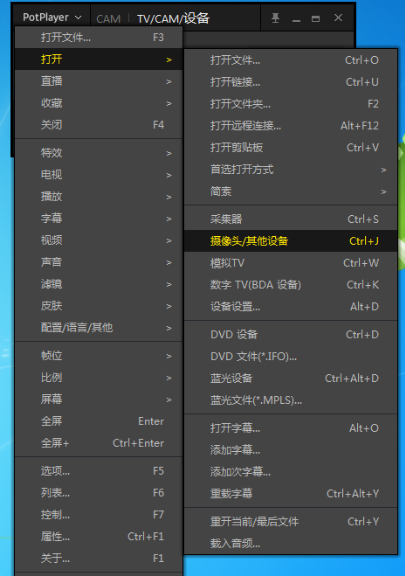 PotPlayer CAM TV/CAM/设备
打开文件... F3
打开 >
直播 >
收藏 >
关闭 F4
特效 >
电视 >
播放 >
字幕 >
视频 >
声音 >
滤镜 >
皮肤 >
配置/语言/其他 >
帧位 >
比例 >
屏幕 >
全屏 Enter
全屏+ Ctrl+Enter
选项... F5
列表... F6
控制... F7
属性... Ctrl+F1
关于... F1
打开文件... Ctrl+O
打开链接... Ctrl+U
打开文件夹... F2
打开远程连接... Alt+F12
打开剪贴板 Ctrl+V
首选打开方式 >
简素 >
采集器 Ctrl+S
摄像头/其他设备 Ctrl+J
模拟TV Ctrl+W
数字 TV(BDA 设备) Ctrl+K
设备设置... Alt+D
DVD 设备 Ctrl+D
DVD 文件(*.IFO)...
蓝光设备 Ctrl+Alt+D
蓝光文件(*.MPLS)...
打开字幕... Alt+O
添加字幕...
添加次字幕...
重载字幕 Ctrl+Alt+Y
重开当前/最后文件 Ctrl+Y
载入音频...